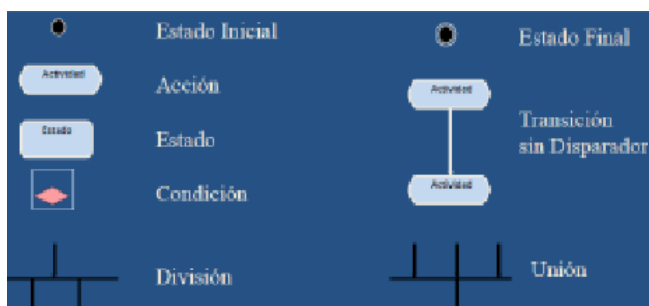 Estado Inicial
Actividad
Acción
Estado
Estado
Condición
División
Estado Final
Actividad
Transición
sin Disparador
Actividad
Unión